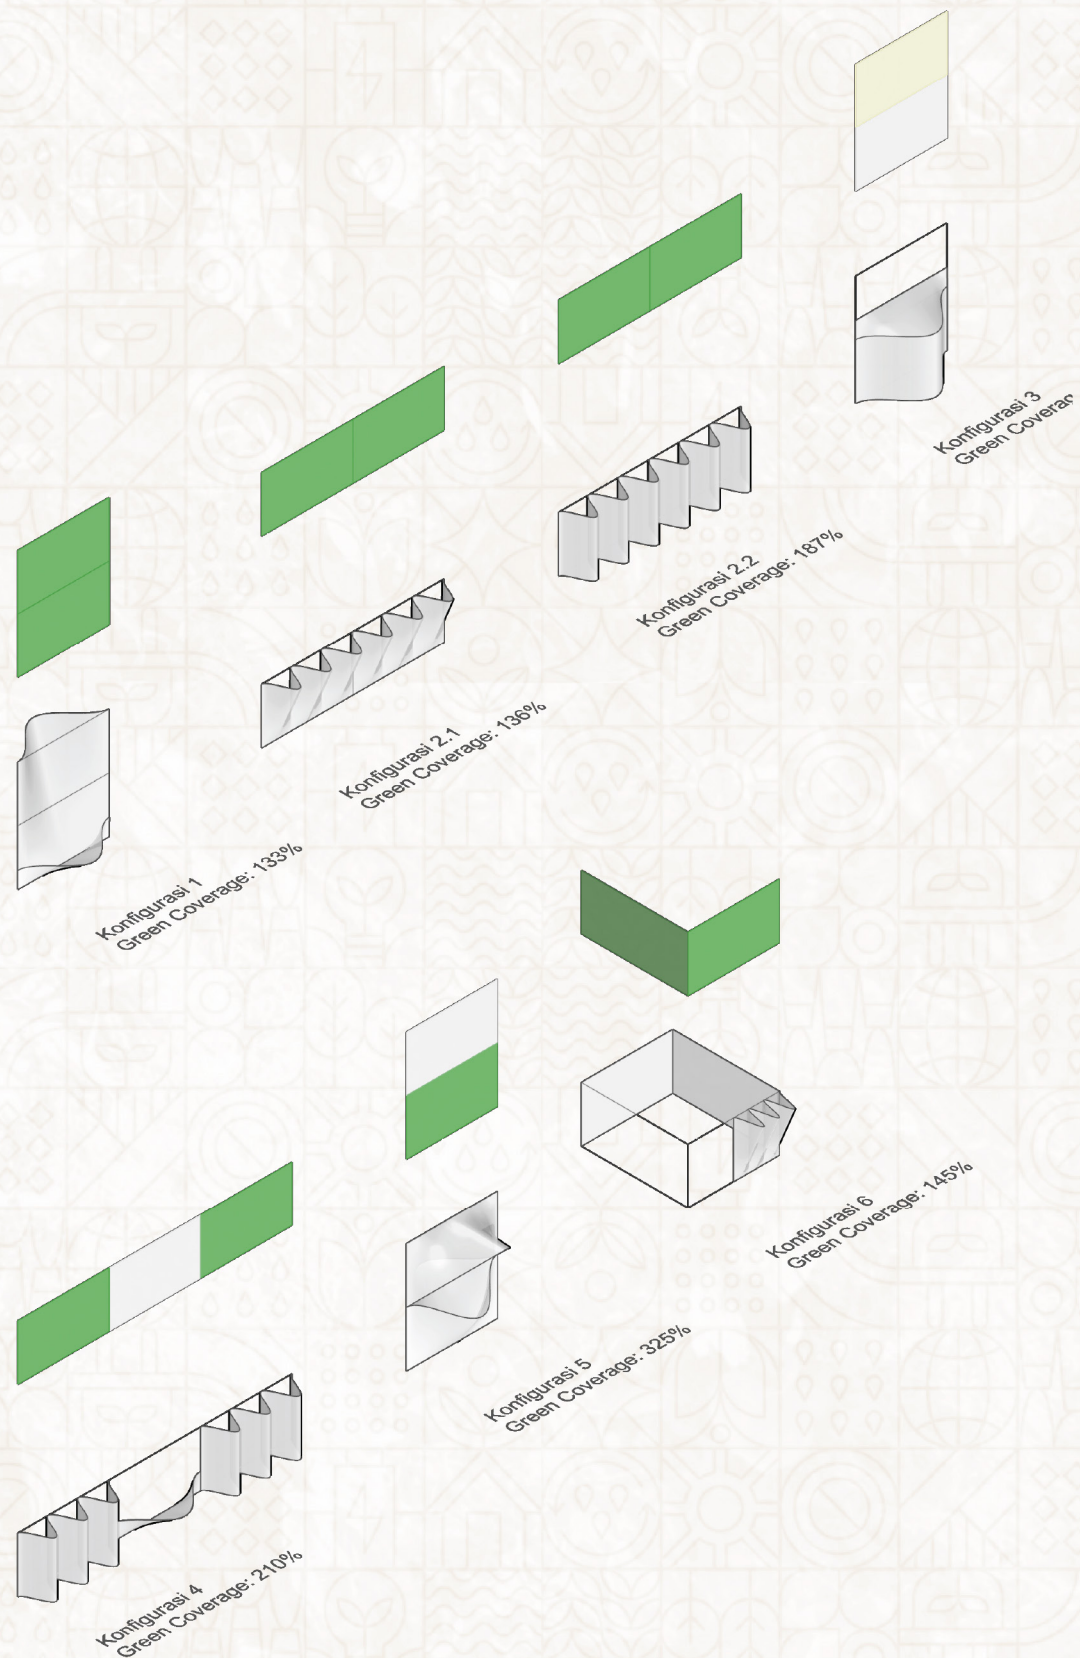 Konfigurasi 3
Green
Konfigurasi 2.2
Green Coverage: 187%
Konfigurasi 2.1
Green Coverage: 136%
Konfigurasi 1
Green Coverage: 133%
Konfigurasi 6
Green Coverage: 145%
Konfigurasi 5
Green Coverage: 325%
Konfigurasi 4
Green Coverage: 210%